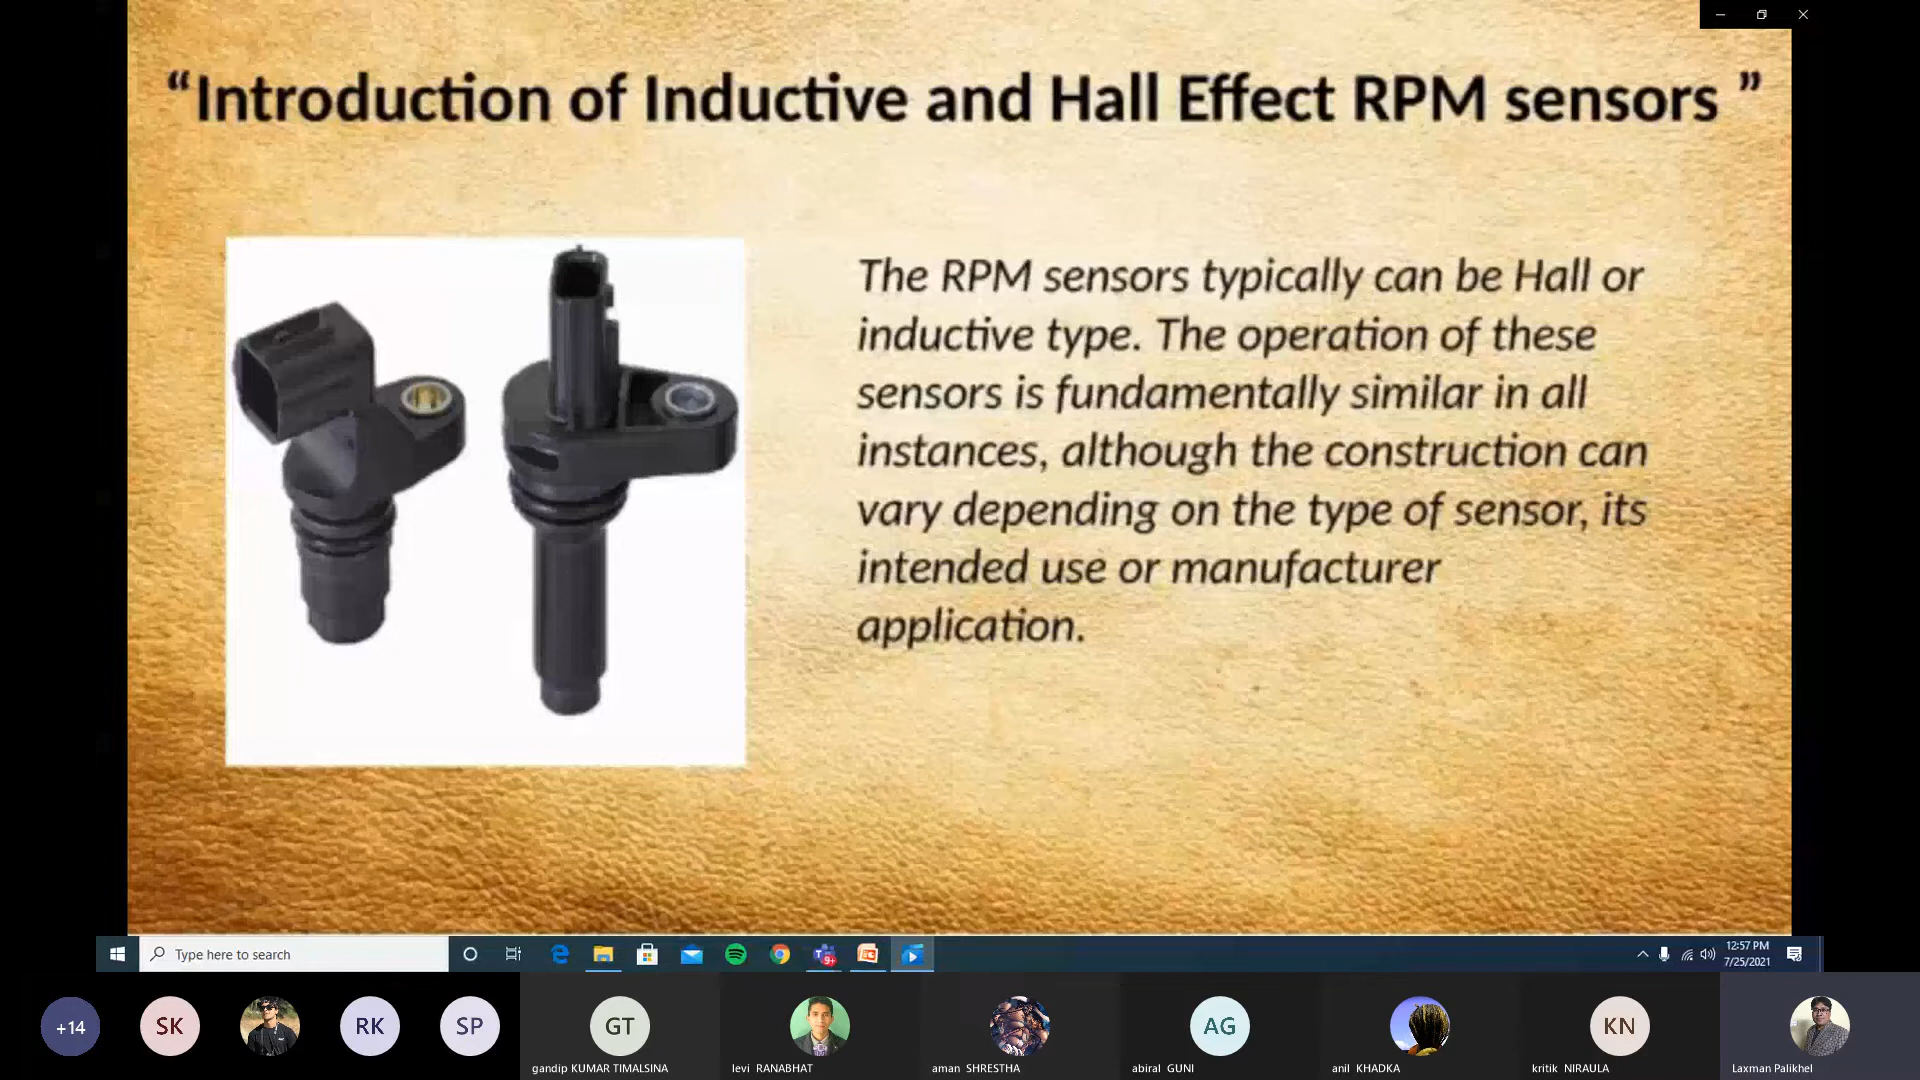 “Introduction of Inductive and Hall Effect RPM sensors ”
The RPM sensors typically can be Hall or
inductive type. The operation of these
sensors is fundamentally similar in all
instances, although the construction can
vary depending on the type of sensor, its
intended use or manufacturer
application.
Type here to search
9+
12:57 PM
7/25/2021
+14
SK
RK
SP
GT
AG
KN
gandip KUMAR TIMALSINA
levi RANABHAT
aman SHRESTHA
abiral GUNI
anil KHADKA
kritik NIRAULA
Laxman Palikhel